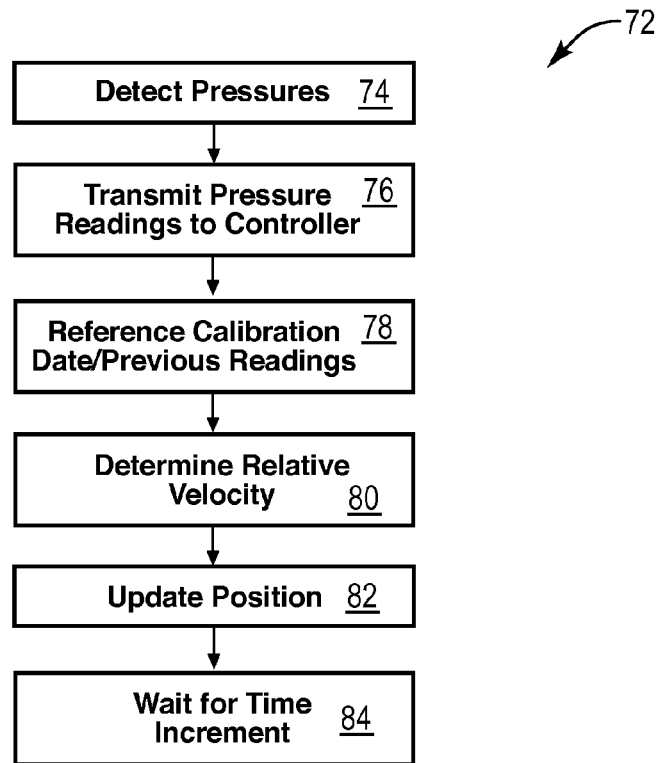 72
Detect Pressures 74
Transmit Pressure 76
Readings to Controller
Reference Calibration 78
Date/Previous Readings
Determine Relative
Velocity 80
Update Position 82
Wait for Time
Increment 84